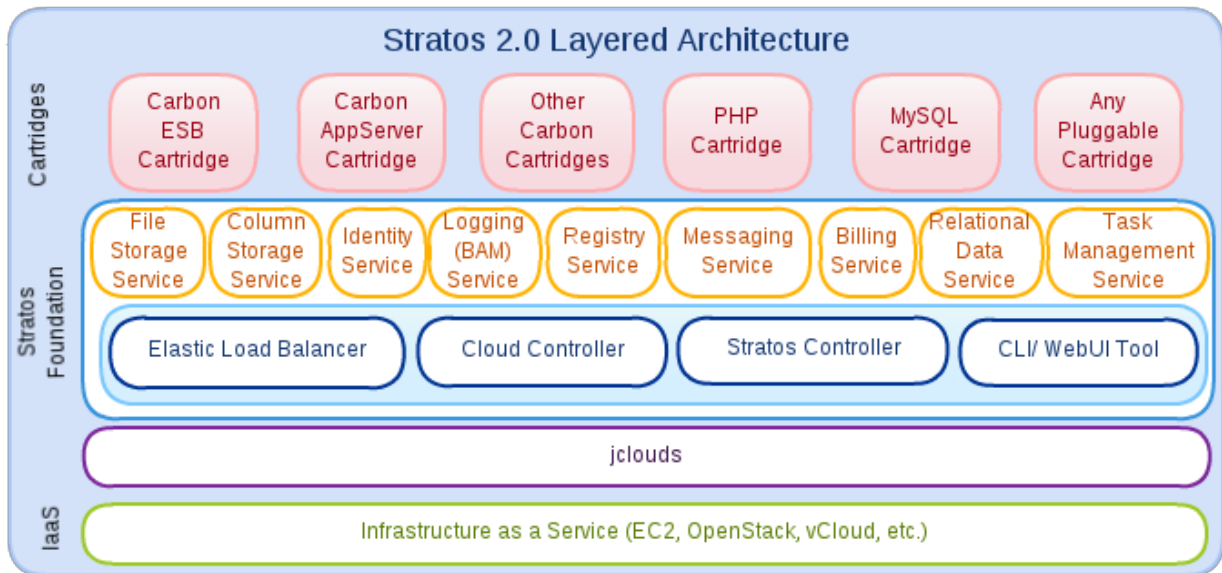 Stratos 2.0 Layered Architecture
Cartridges
Carbon
ESB
Cartridge
Carbon
AppServer
Cartridge
Other
Carbon
Cartridges
PHP
Cartridge
MySQL
Cartridge
Any
Pluggable
Cartridge
Stratos
Foundation
File
Storage
Service
Column
Storage
Service
Identity
Service
Logging
(BAM)
Service
Registry
Service
Messaging
Service
Billing
Service
Relational
Data
Service
Task
Management
Service
Elastic Load Balancer
Cloud Controller
Stratos Controller
CLI/ WebUI Tool
jclouds
IaaS
Infrastructure as a Service (EC2, OpenStack, vCloud, etc.)